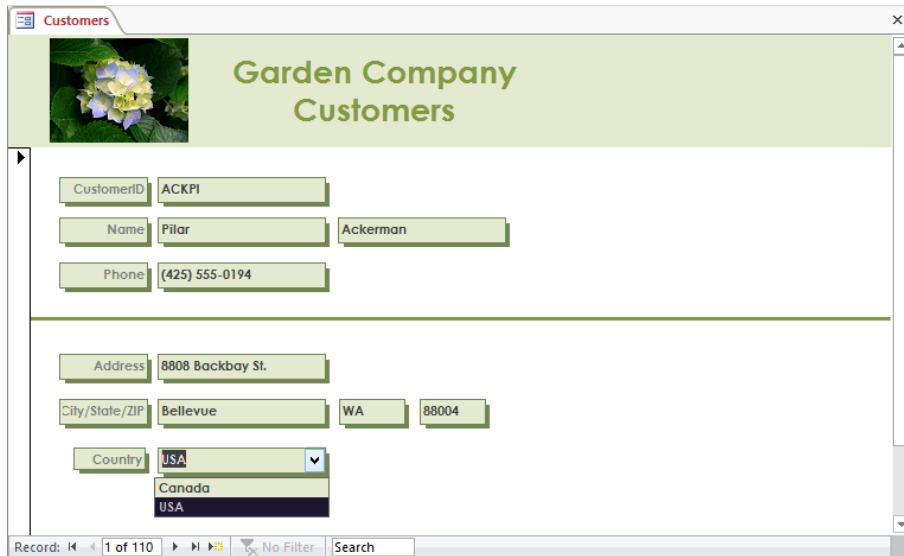 Customers
Garden Company
Customers
CustomerID ACKPI
Name Pilar Ackerman
Phone (425) 555-0194
Address 8808 Backbay St.
City/State/ZIP Bellevue WA 88004
Country USA
Canada
USA
Record: 1 of 110 No Filter Search